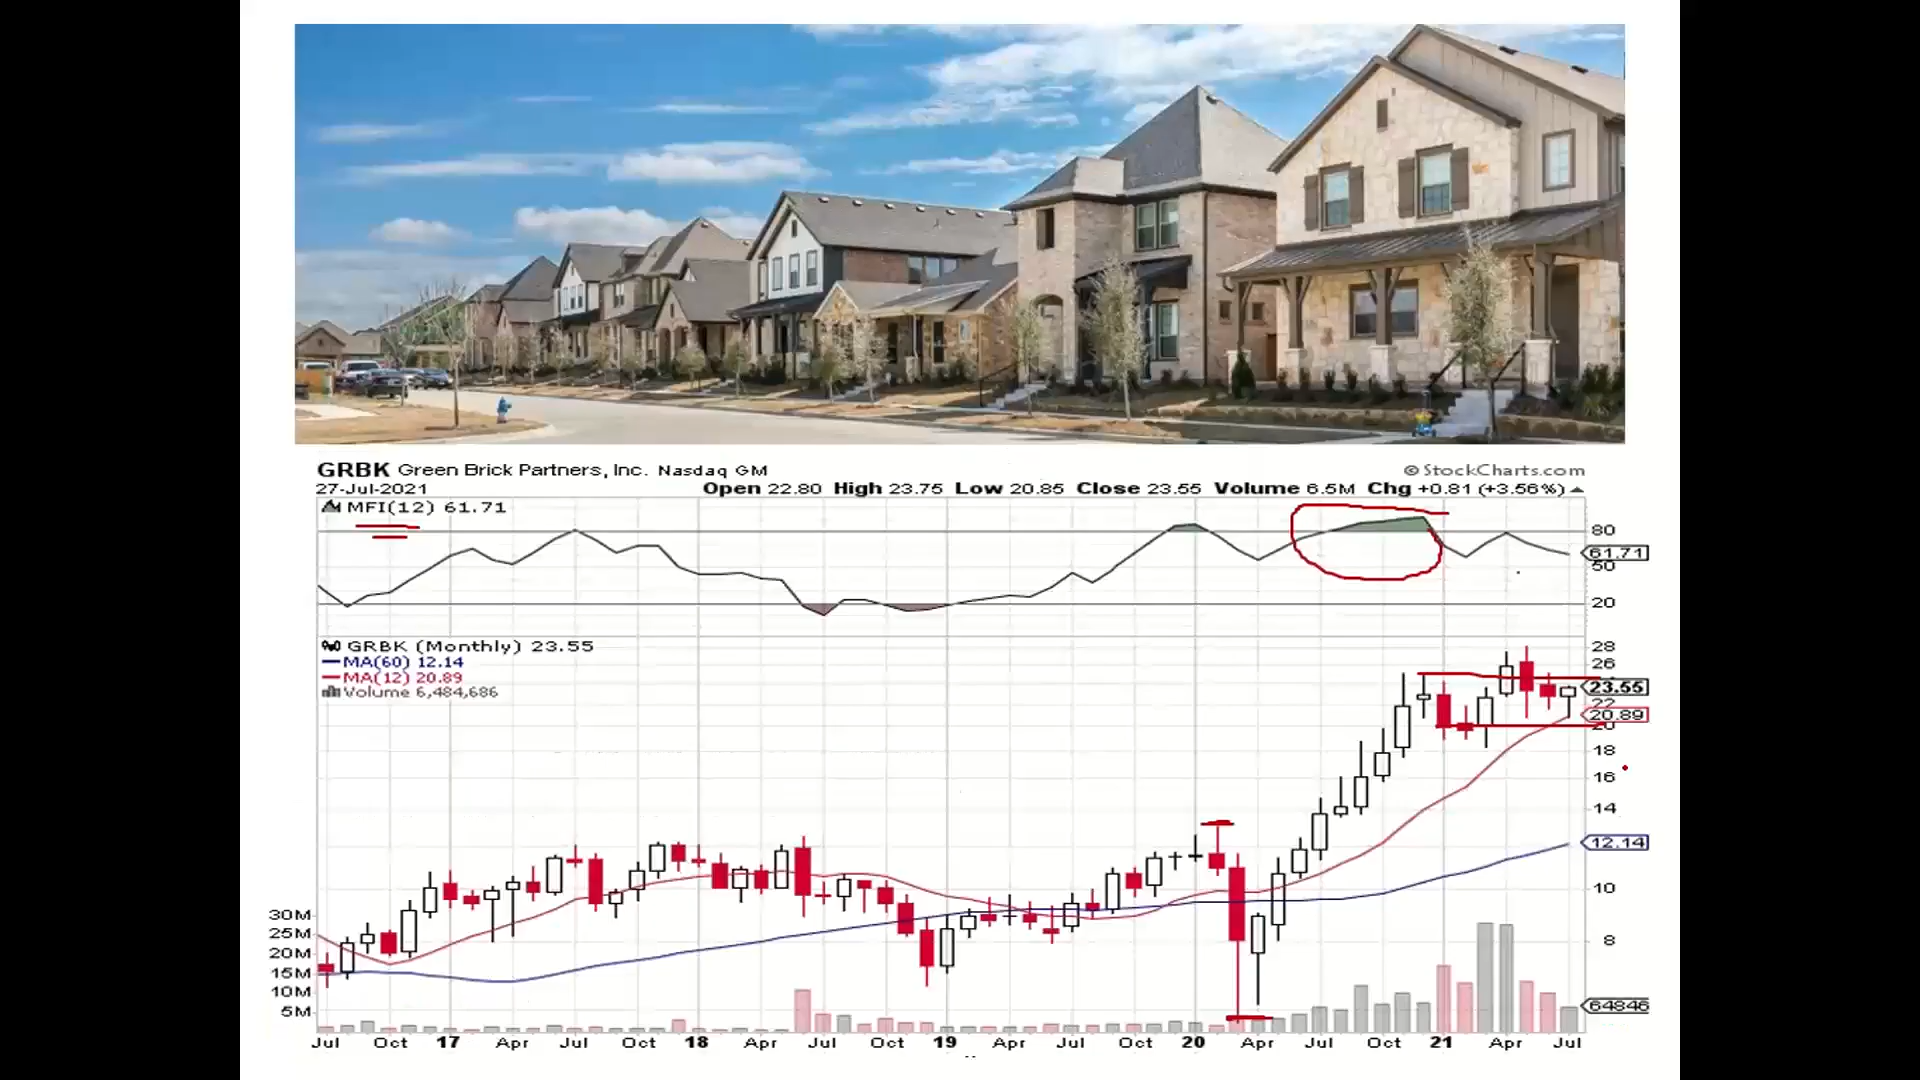 GRBK Green Brick Partners, Inc. Nasdaq GM
©StockCharts.com
27-Jul-2021
Open 22.80 High 23.75 Low 20.85 Close 23.55 Volume 6.5M Chg +0.81 (+3.56%)
MFI(12) 61.71
80
61.71
50
20
GRBK (Monthly) 23.55
MA(60) 12.14
MA(12) 20.89
Volume 6,484,686
28
26
23.55
22
20.89
20
18
16
14
12.14
10
8
30M
25M
20M
15M
10M
5M
64846
Jul Oct 17 Apr Jul Oct 18 Apr Jul Oct 19 Apr Jul Oct 20 Apr Jul Oct 21 Apr Jul